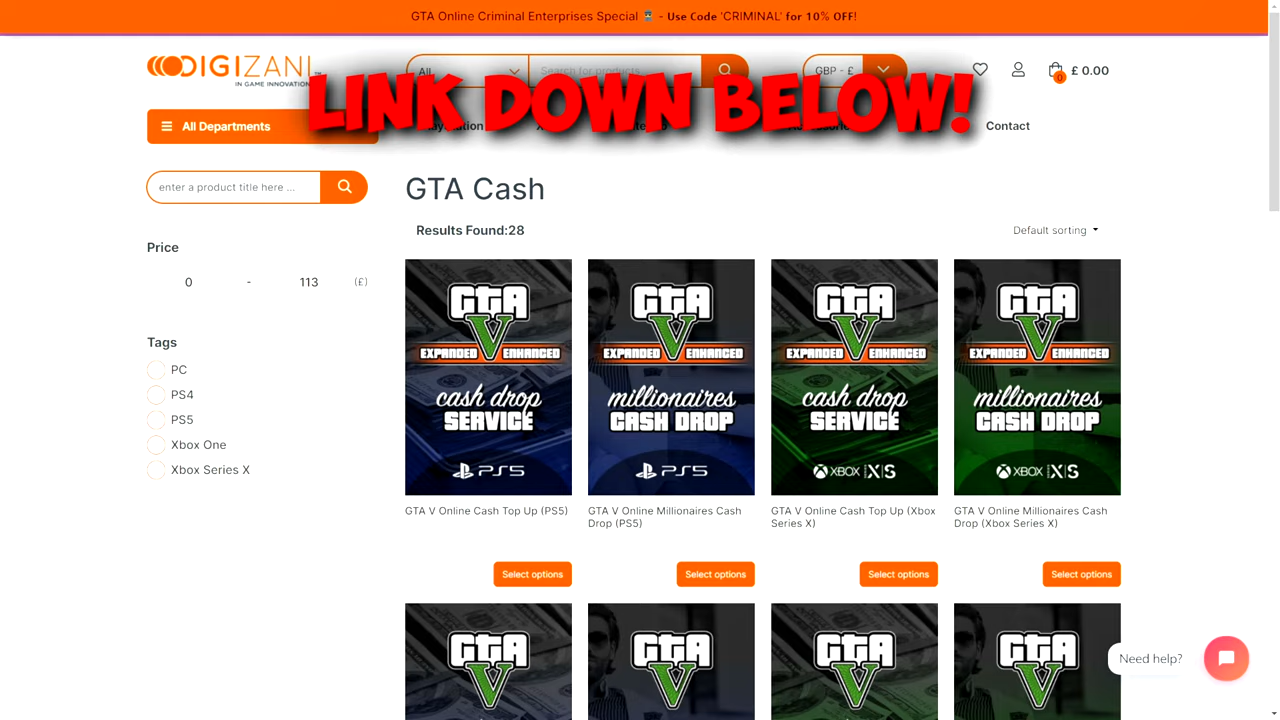 GTA Online Criminal Enterprises Special - Use Code 'CRIMINAL' for 10% OFF!
DIGIZANI
IN GAME INNOVATION
All
Search for products
GBP - £
0
£ 0.00
LINK DOWN BELOW!
All Departments
Contact
enter a product title here ...
GTA Cash
Results Found:28
Default sorting
Price
0 - 113 (£)
Tags
PC
PS4
PS5
Xbox One
Xbox Series X
GTA
V
EXPANDED ENHANCED
cash drop
SERVICE
PS5
GTA
V
EXPANDED ENHANCED
millionaires
CASH DROP
PS5
GTA
V
EXPANDED ENHANCED
cash drop
SERVICE
XBOX SERIES X|S
GTA
V
EXPANDED ENHANCED
millionaires
CASH DROP
XBOX SERIES X|S
GTA V Online Cash Top Up (PS5)
GTA V Online Millionaires Cash
Drop (PS5)
GTA V Online Cash Top Up (Xbox
Series X)
GTA V Online Millionaires Cash
Drop (Xbox Series X)
Select options
Select options
Select options
Select options
GTA
V
GTA
V
GTA
V
GTA
V
Need help?